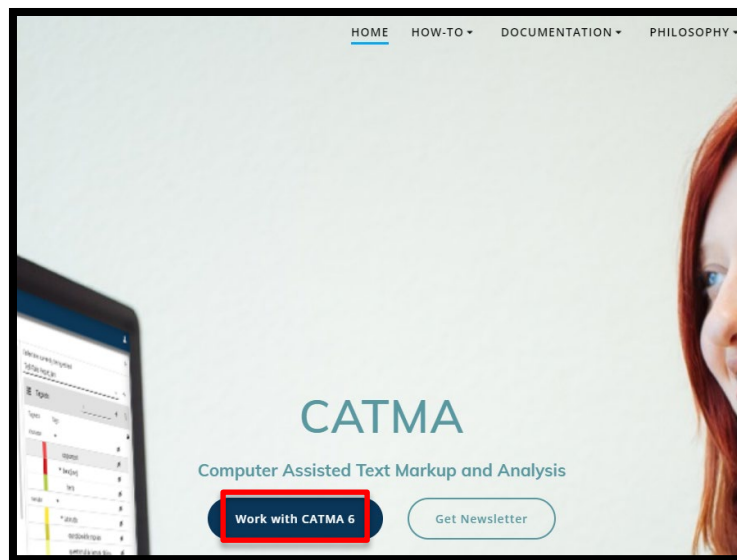 HOME HOW-TO DOCUMENTATION PHILOSOPHY
CATMA
Computer Assisted Text Markup and Analysis
Work with CATMA 6 Get Newsletter